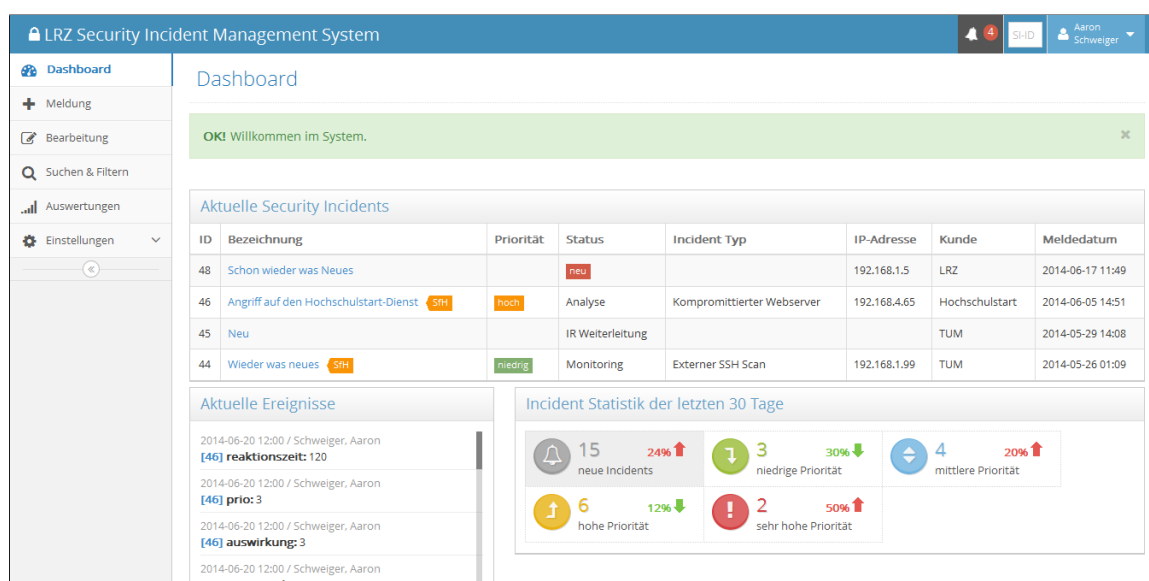 LRZ Security Incident Management System
4
SI-ID
Aaron
Schweiger
Dashboard
Meldung
Bearbeitung
Suchen & Filtern
Auswertungen
Einstellungen
Dashboard
OK! Willkommen im System.
Aktuelle Security Incidents
ID Bezeichnung Priorität Status Incident Typ IP-Adresse Kunde Meldedatum
48 Schon wieder was Neues neu 192.168.1.5 LRZ 2014-06-17 11:49
46 Angriff auf den Hochschulstart-Dienst SfH hoch Analyse Kompromittierter Webserver 192.168.4.65 Hochschulstart 2014-06-05 14:51
45 Neu IR Weiterleitung TUM 2014-05-29 14:08
44 Wieder was neues SfH niedrig Monitoring Externer SSH Scan 192.168.1.99 TUM 2014-05-26 01:09
Aktuelle Ereignisse
2014-06-20 12:00 / Schweiger, Aaron
[46] reaktionszeit: 120
2014-06-20 12:00 / Schweiger, Aaron
[46] prio: 3
2014-06-20 12:00 / Schweiger, Aaron
[46] auswirkung: 3
2014-06-20 12:00 / Schweiger, Aaron
Incident Statistik der letzten 30 Tage
15 24%
neue Incidents
3 30%
niedrige Priorität
4 20%
mittlere Priorität
6 12%
hohe Priorität
2 50%
sehr hohe Priorität